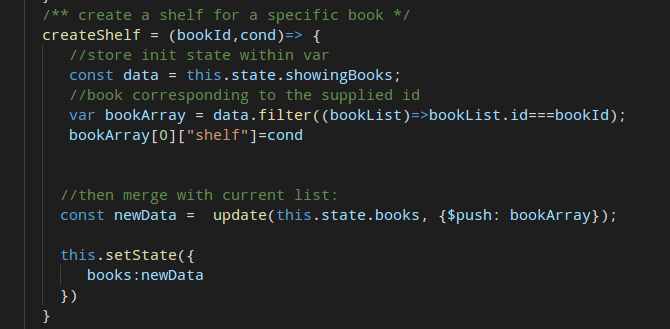 /** create a shelf for a specific book */
createShelf = (bookId,cond)=> {
//store init state within var
const data = this.state.showingBooks;
//book corresponding to the supplied id
var bookArray = data.filter((bookList)=>bookList.id===bookId);
bookArray[0]["shelf"]=cond
//then merge with current list:
const newData =  update(this.state.books, {$push: bookArray});
this.setState({
books:newData
})
}